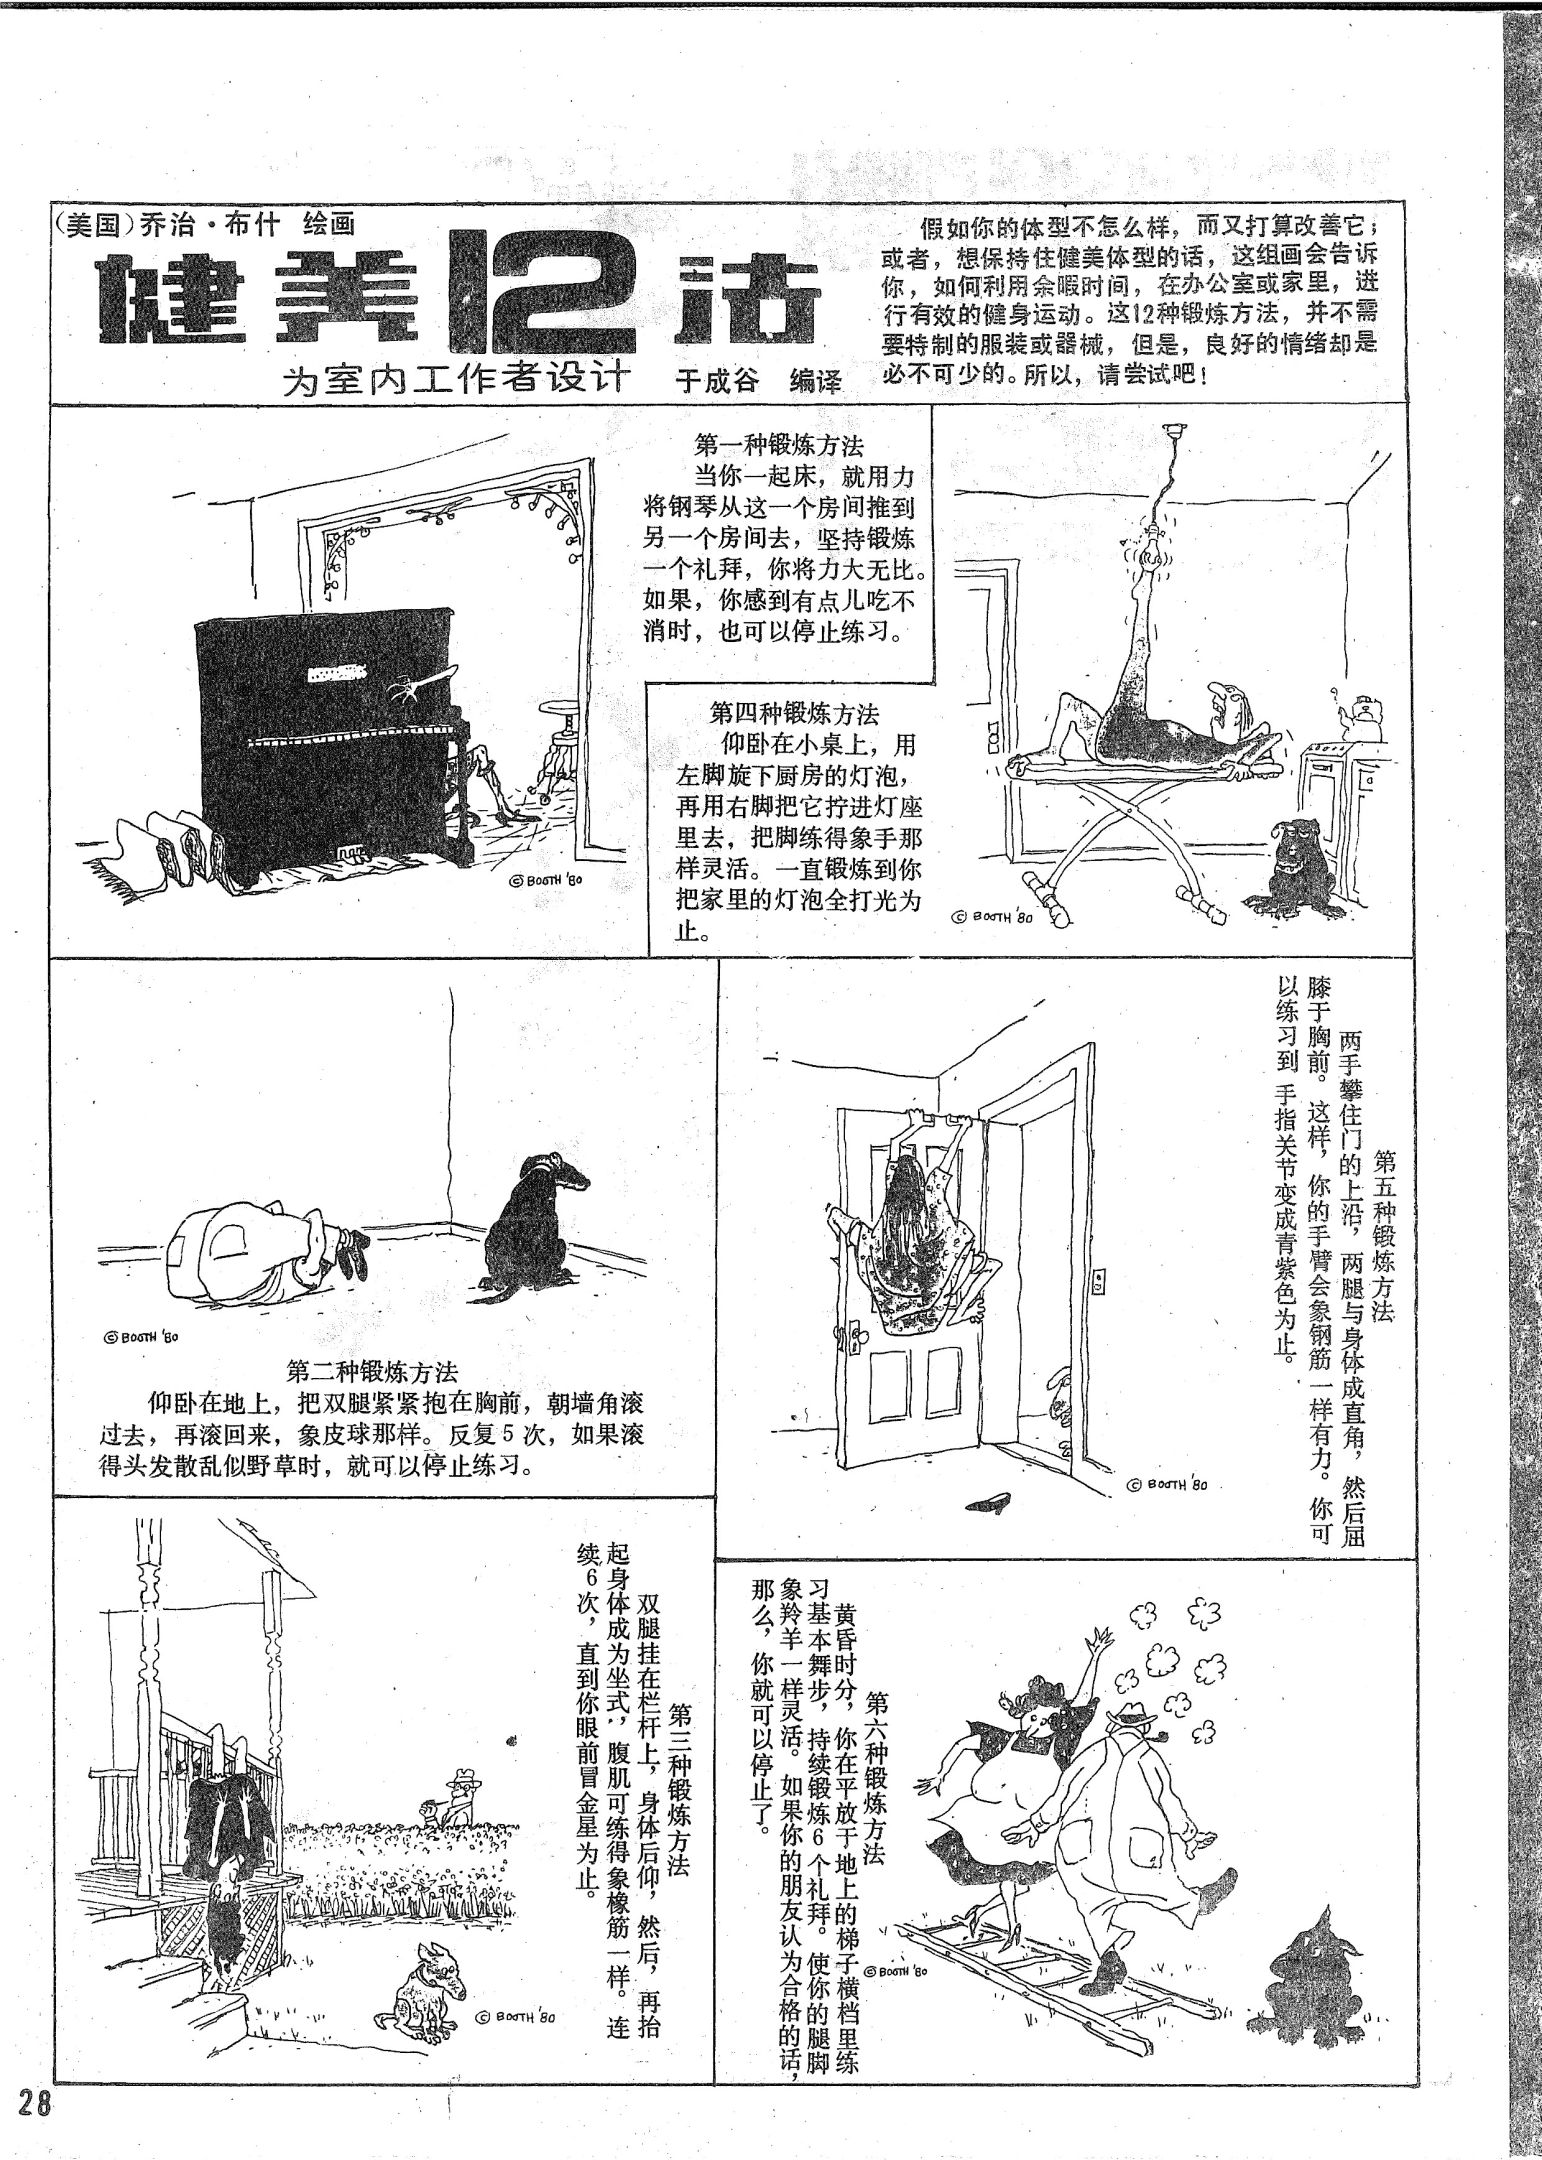 (美国)乔治·布什 绘画
健美12法
为室内工作者设计 于成谷 编译
假如你的体型不怎么样，而又打算改善它；
或者，想保持住健美体型的话，这组画会告诉
你，如何利用余暇时间，在办公室或家里，进
行有效的健身运动。这12种锻炼方法，并不需
要特制的服装或器械，但是，良好的情绪却是
必不可少的。所以，请尝试吧！
第一种锻炼方法
当你一起床，就用力
将钢琴从这一个房间推到
另一个房间去，坚持锻炼
一个礼拜，你将力大无比。
如果，你感到有点儿吃不
消时，也可以停止练习。
© BOOTH '80
第四种锻炼方法
仰卧在小桌上，用
左脚旋下厨房的灯泡，
再用右脚把它拧进灯座
里去，把脚练得象手那
样灵活。一直锻炼到你
把家里的灯泡全打光为
止。
© BOOTH '80
© BOOTH '80
第二种锻炼方法
仰卧在地上，把双腿紧紧抱在胸前，朝墙角滚
过去，再滚回来，象皮球那样。反复5次，如果滚
得头发散乱似野草时，就可以停止练习。
第五种锻炼方法
两手攀住门的上沿，两腿与身体成直角，然后屈
膝于胸前。这样，你的手臂会象钢筋一样有力。你可
以练习到手指关节变成青紫色为止。
© BOOTH '80
第三种锻炼方法
双腿挂在栏杆上，身体后仰，然后，再抬
起身体成为坐式，腹肌可练得象橡筋一样。连
续6次，直到你眼前冒金星为止。
© BOOTH '80
第六种锻炼方法
黄昏时分，你在平放于地上的梯子横档里练
习基本舞步，持续锻炼6个礼拜。使你的腿脚
象羚羊一样灵活。如果你的朋友认为合格的话，
那么，你就可以停止了。
© BOOTH '80
28